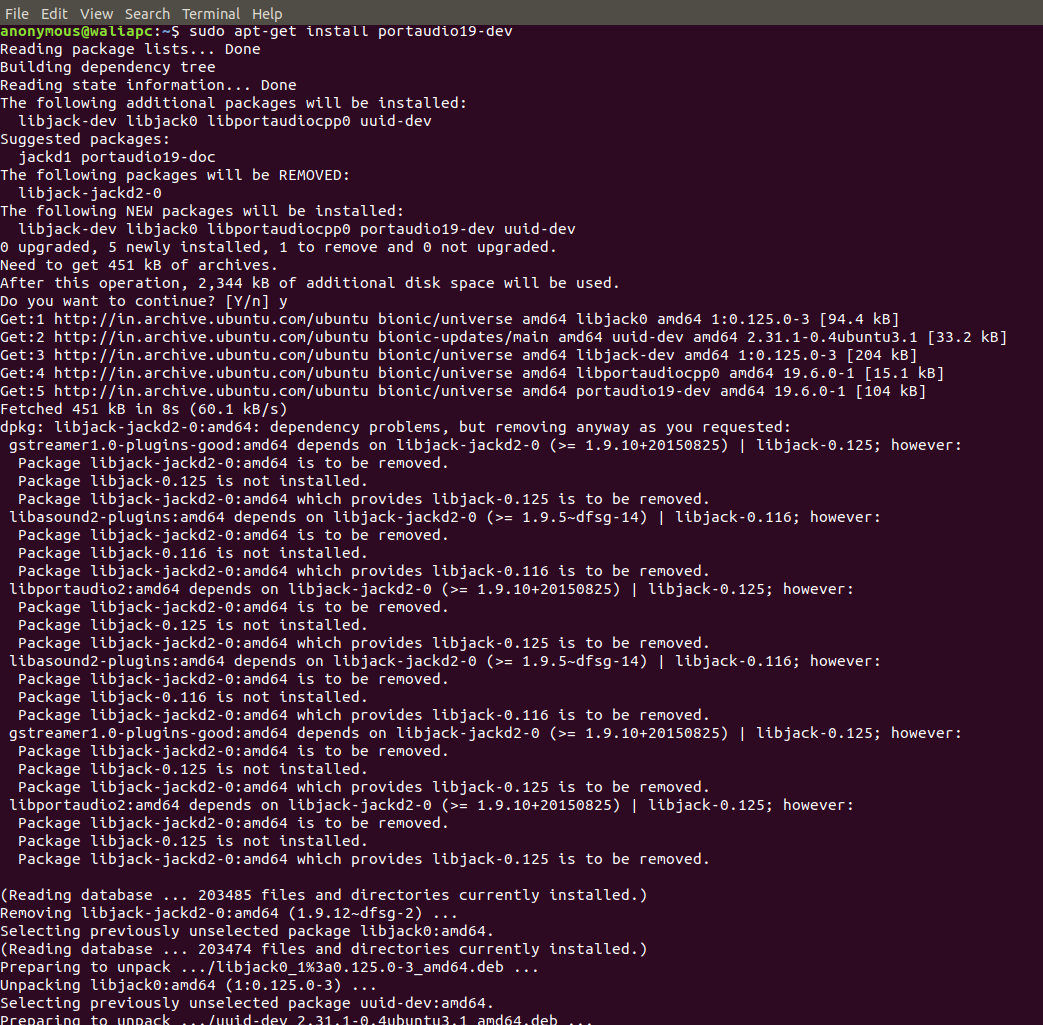 File Edit View Search Terminal Help
anonymous@waliapc:~$ sudo apt-get install portaudio19-dev
Reading package lists... Done
Building dependency tree
Reading state information... Done
The following additional packages will be installed:
  libjack-dev libjack0 libportaudiocpp0 uuid-dev
Suggested packages:
  jackd1 portaudio19-doc
The following packages will be REMOVED:
  libjack-jackd2-0
The following NEW packages will be installed:
  libjack-dev libjack0 libportaudiocpp0 portaudio19-dev uuid-dev
0 upgraded, 5 newly installed, 1 to remove and 0 not upgraded.
Need to get 451 kB of archives.
After this operation, 2,344 kB of additional disk space will be used.
Do you want to continue? [Y/n] y
Get:1 http://in.archive.ubuntu.com/ubuntu bionic/universe amd64 libjack0 amd64 1:0.125.0-3 [94.4 kB]
Get:2 http://in.archive.ubuntu.com/ubuntu bionic-updates/main amd64 uuid-dev amd64 2.31.1-0.4ubuntu3.1 [33.2 kB]
Get:3 http://in.archive.ubuntu.com/ubuntu bionic/universe amd64 libjack-dev amd64 1:0.125.0-3 [204 kB]
Get:4 http://in.archive.ubuntu.com/ubuntu bionic/universe amd64 libportaudiocpp0 amd64 19.6.0-1 [15.1 kB]
Get:5 http://in.archive.ubuntu.com/ubuntu bionic/universe amd64 portaudio19-dev amd64 19.6.0-1 [104 kB]
Fetched 451 kB in 8s (60.1 kB/s)
dpkg: libjack-jackd2-0:amd64: dependency problems, but removing anyway as you requested:
 gstreamer1.0-plugins-good:amd64 depends on libjack-jackd2-0 (>= 1.9.10+20150825) | libjack-0.125; however:
  Package libjack-jackd2-0:amd64 is to be removed.
  Package libjack-0.125 is not installed.
  Package libjack-jackd2-0:amd64 which provides libjack-0.125 is to be removed.
 libasound2-plugins:amd64 depends on libjack-jackd2-0 (>= 1.9.5~dfsg-14) | libjack-0.116; however:
  Package libjack-jackd2-0:amd64 is to be removed.
  Package libjack-0.116 is not installed.
  Package libjack-jackd2-0:amd64 which provides libjack-0.116 is to be removed.
 libportaudio2:amd64 depends on libjack-jackd2-0 (>= 1.9.10+20150825) | libjack-0.125; however:
  Package libjack-jackd2-0:amd64 is to be removed.
  Package libjack-0.125 is not installed.
  Package libjack-jackd2-0:amd64 which provides libjack-0.125 is to be removed.
 libasound2-plugins:amd64 depends on libjack-jackd2-0 (>= 1.9.5~dfsg-14) | libjack-0.116; however:
  Package libjack-jackd2-0:amd64 is to be removed.
  Package libjack-0.116 is not installed.
  Package libjack-jackd2-0:amd64 which provides libjack-0.116 is to be removed.
 gstreamer1.0-plugins-good:amd64 depends on libjack-jackd2-0 (>= 1.9.10+20150825) | libjack-0.125; however:
  Package libjack-jackd2-0:amd64 is to be removed.
  Package libjack-0.125 is not installed.
  Package libjack-jackd2-0:amd64 which provides libjack-0.125 is to be removed.
 libportaudio2:amd64 depends on libjack-jackd2-0 (>= 1.9.10+20150825) | libjack-0.125; however:
  Package libjack-jackd2-0:amd64 is to be removed.
  Package libjack-0.125 is not installed.
  Package libjack-jackd2-0:amd64 which provides libjack-0.125 is to be removed.

(Reading database ... 203485 files and directories currently installed.)
Removing libjack-jackd2-0:amd64 (1.9.12~dfsg-2) ...
Selecting previously unselected package libjack0:amd64.
(Reading database ... 203474 files and directories currently installed.)
Preparing to unpack .../libjack0_1%3a0.125.0-3_amd64.deb ...
Unpacking libjack0:amd64 (1:0.125.0-3) ...
Selecting previously unselected package uuid-dev:amd64.
Preparing to unpack .../uuid-dev_2.31.1-0.4ubuntu3.1_amd64.deb ...